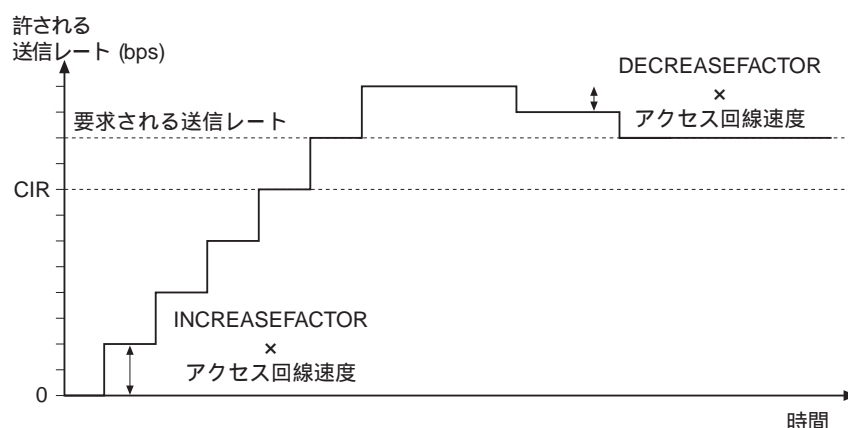 許される
送信レート (bps)
DECREASEFACTOR
×
アクセス回線速度
要求される送信レート
CIR
INCREASEFACTOR
×
アクセス回線速度
0
時間